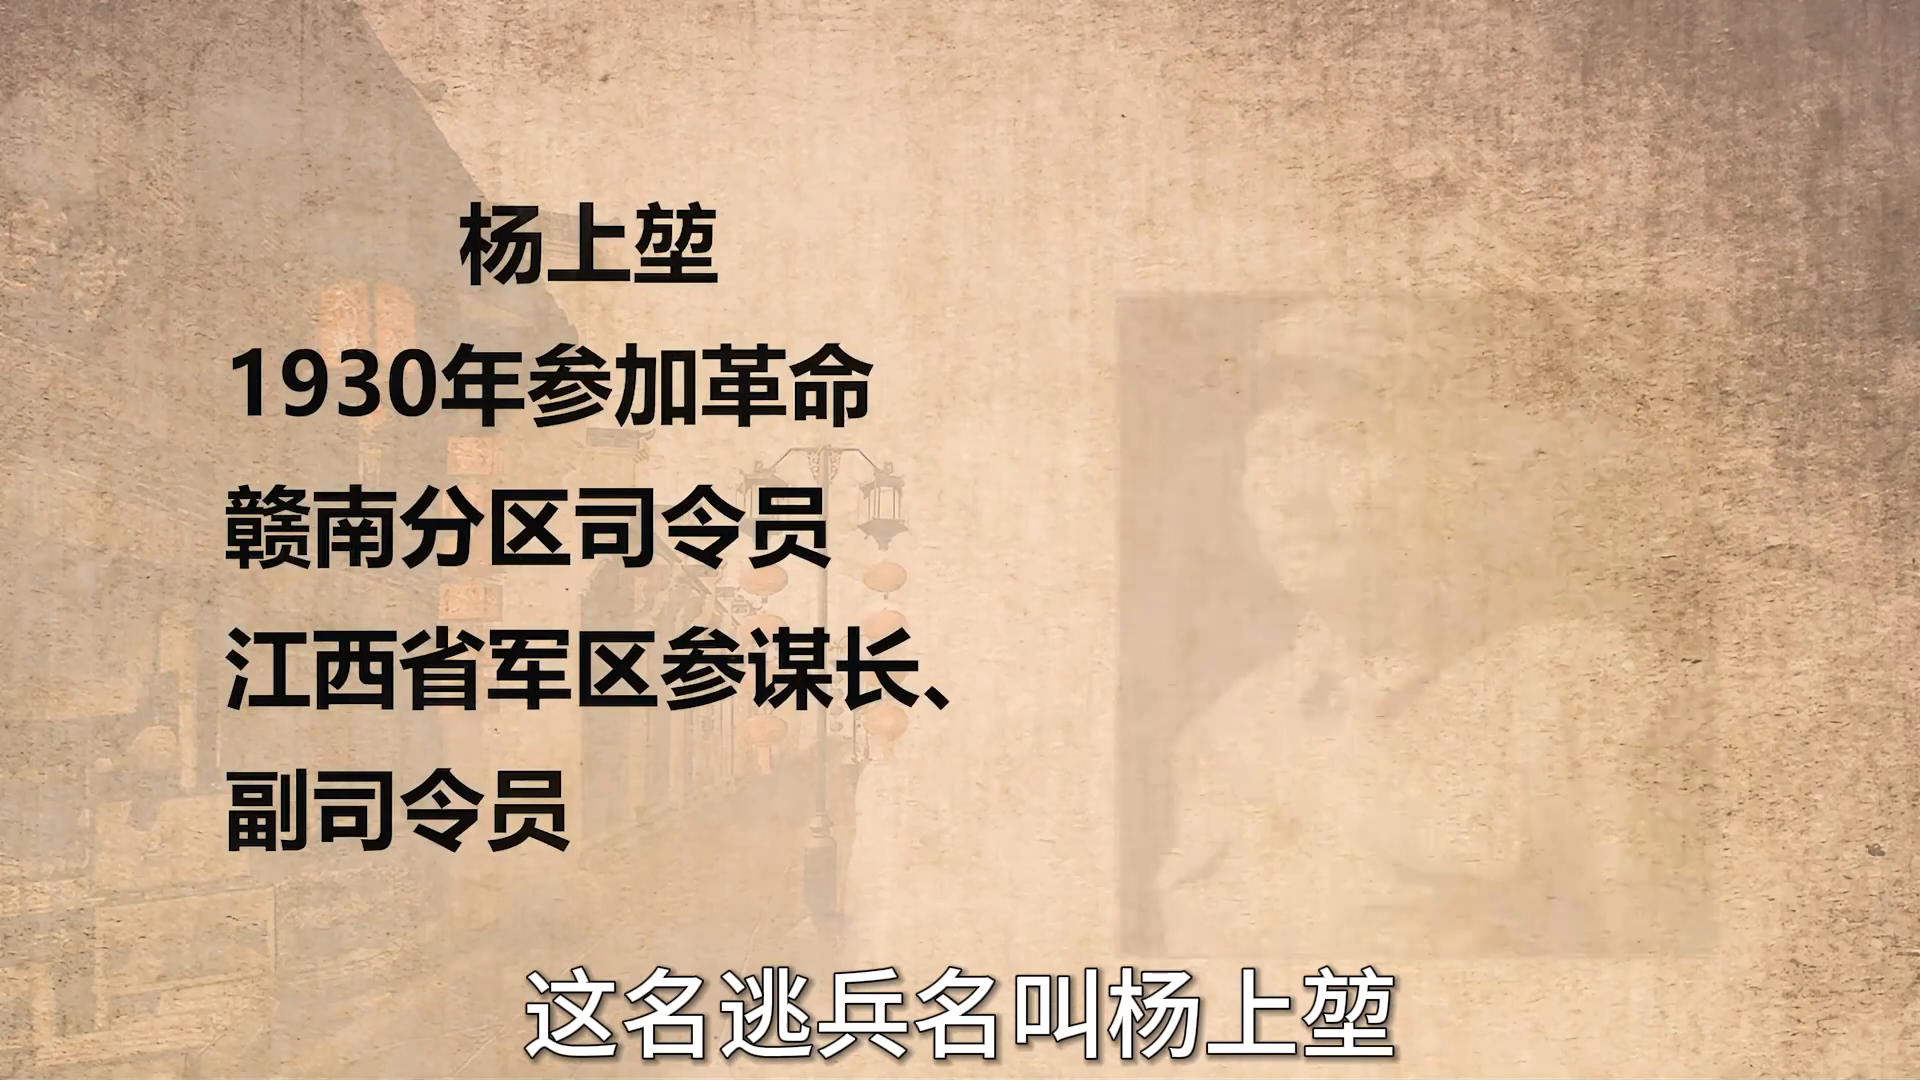 杨上堃
1930年参加革命
赣南分区司令员
江西省军区参谋长、
副司令员
这名逃兵名叫杨上堃